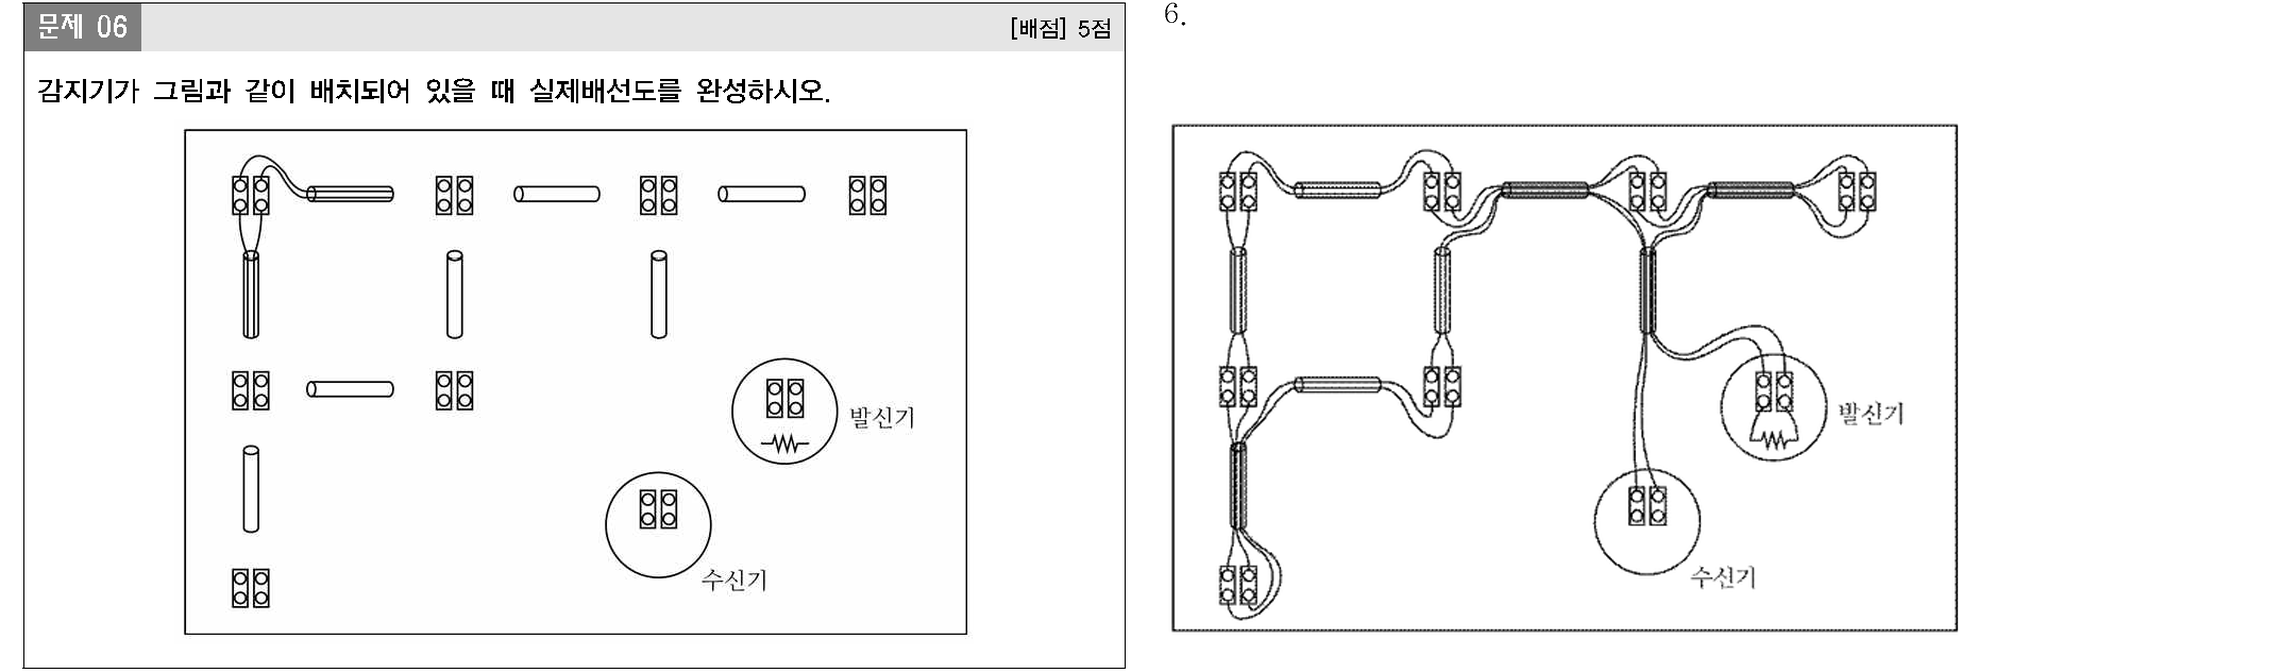 문제 06
[배점] 5점
감지기가 그림과 같이 배치되어 있을 때 실제배선도를 완성하시오.
발신기
수신기
6.
발신기
수신기